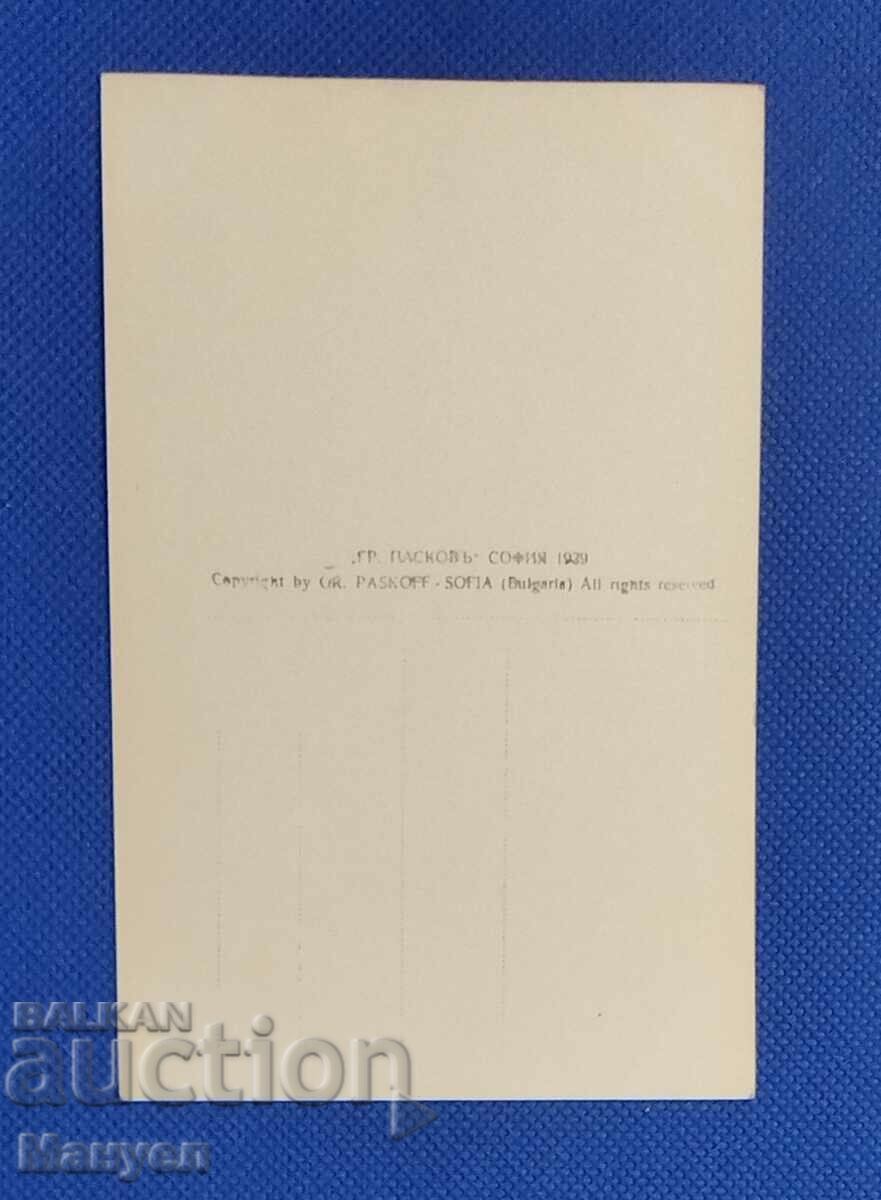 „ГР. ПАСКОВЪ“ СОФИЯ 1939
Copyright by GR. PASKOFF - SOFIA (Bulgaria) All rights reserved
BALKAN
auction
Мануел